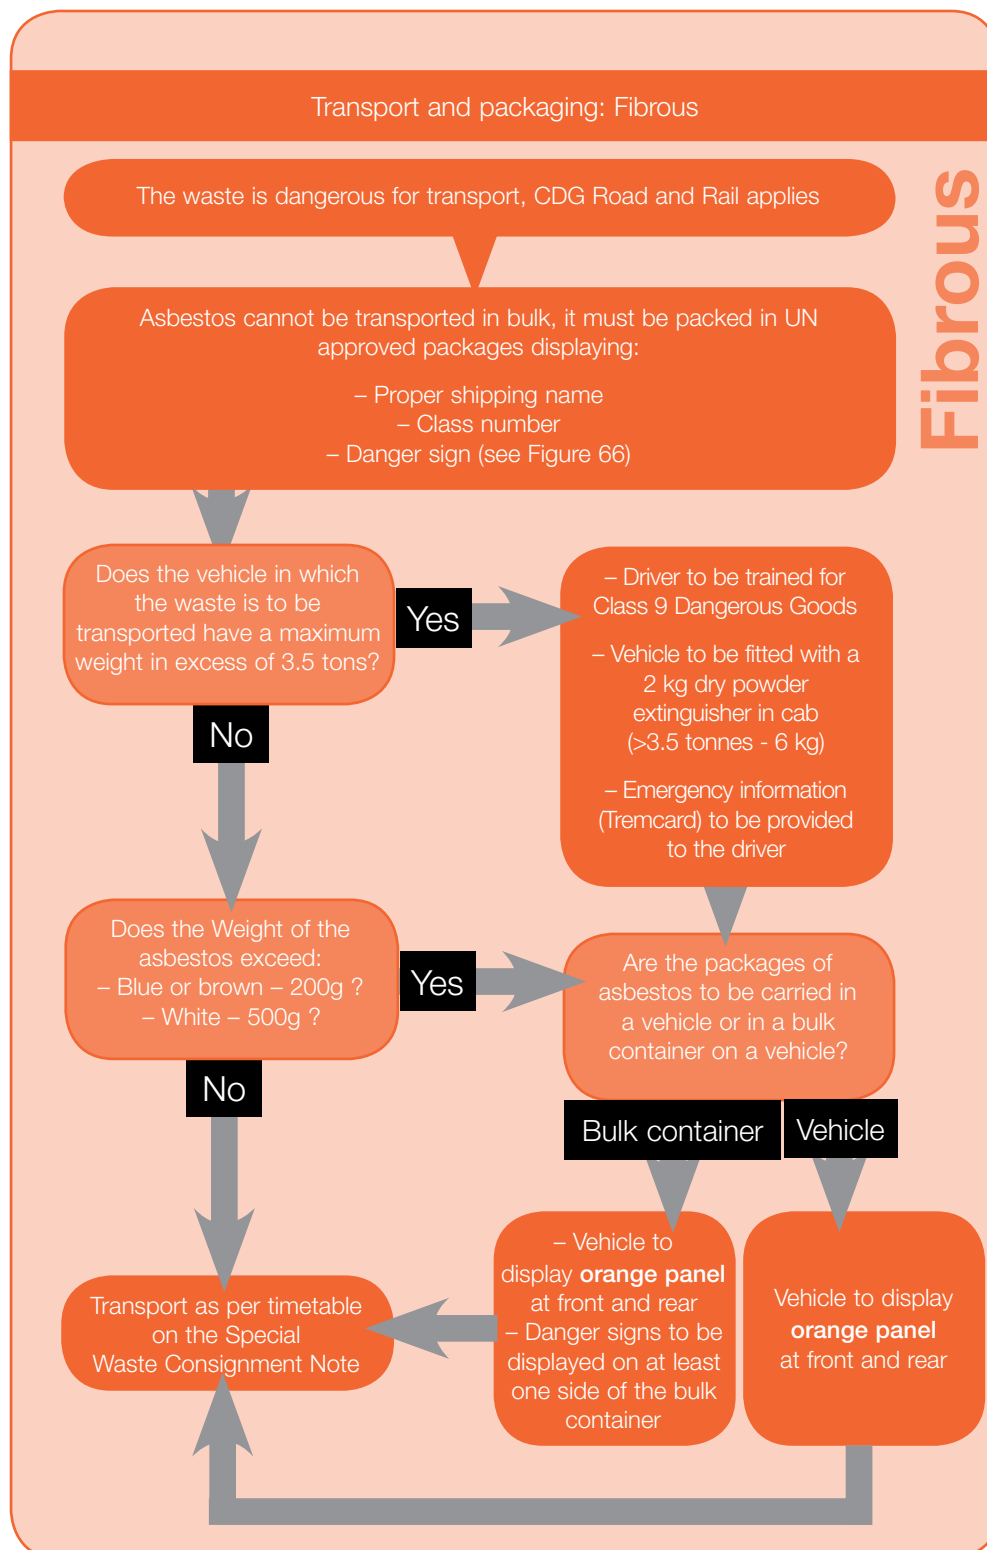 Transport and packaging: Fibrous
Fibrous
The waste is dangerous for transport, CDG Road and Rail applies
Asbestos cannot be transported in bulk, it must be packed in UN
approved packages displaying:
– Proper shipping name
– Class number
– Danger sign (see Figure 66)
Does the vehicle in which
the waste is to be
transported have a maximum
weight in excess of 3.5 tons?
Yes
– Driver to be trained for
Class 9 Dangerous Goods
– Vehicle to be fitted with a
2 kg dry powder
extinguisher in cab
(>3.5 tonnes - 6 kg)
– Emergency information
(Tremcard) to be provided
to the driver
No
Does the Weight of the
asbestos exceed:
– Blue or brown – 200g ?
– White – 500g ?
Yes
Are the packages of
asbestos to be carried in
a vehicle or in a bulk
container on a vehicle?
No
Bulk container
Vehicle
– Vehicle to
display orange panel
at front and rear
– Danger signs to be
displayed on at least
one side of the bulk
container
Vehicle to display
orange panel
at front and rear
Transport as per timetable
on the Special
Waste Consignment Note